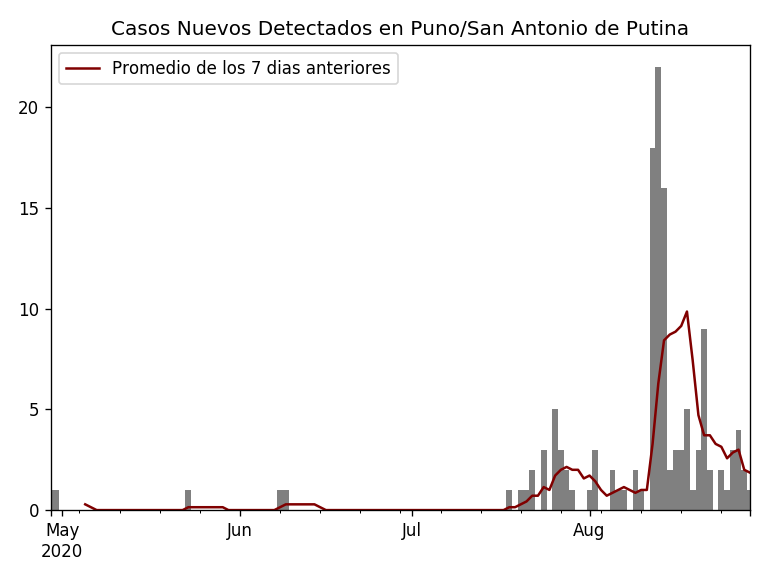 Casos Nuevos Detectados en Puno/San Antonio de Putina
Promedio de los 7 dias anteriores
20
15
10
5
0
May
2020
Jun
Jul
Aug